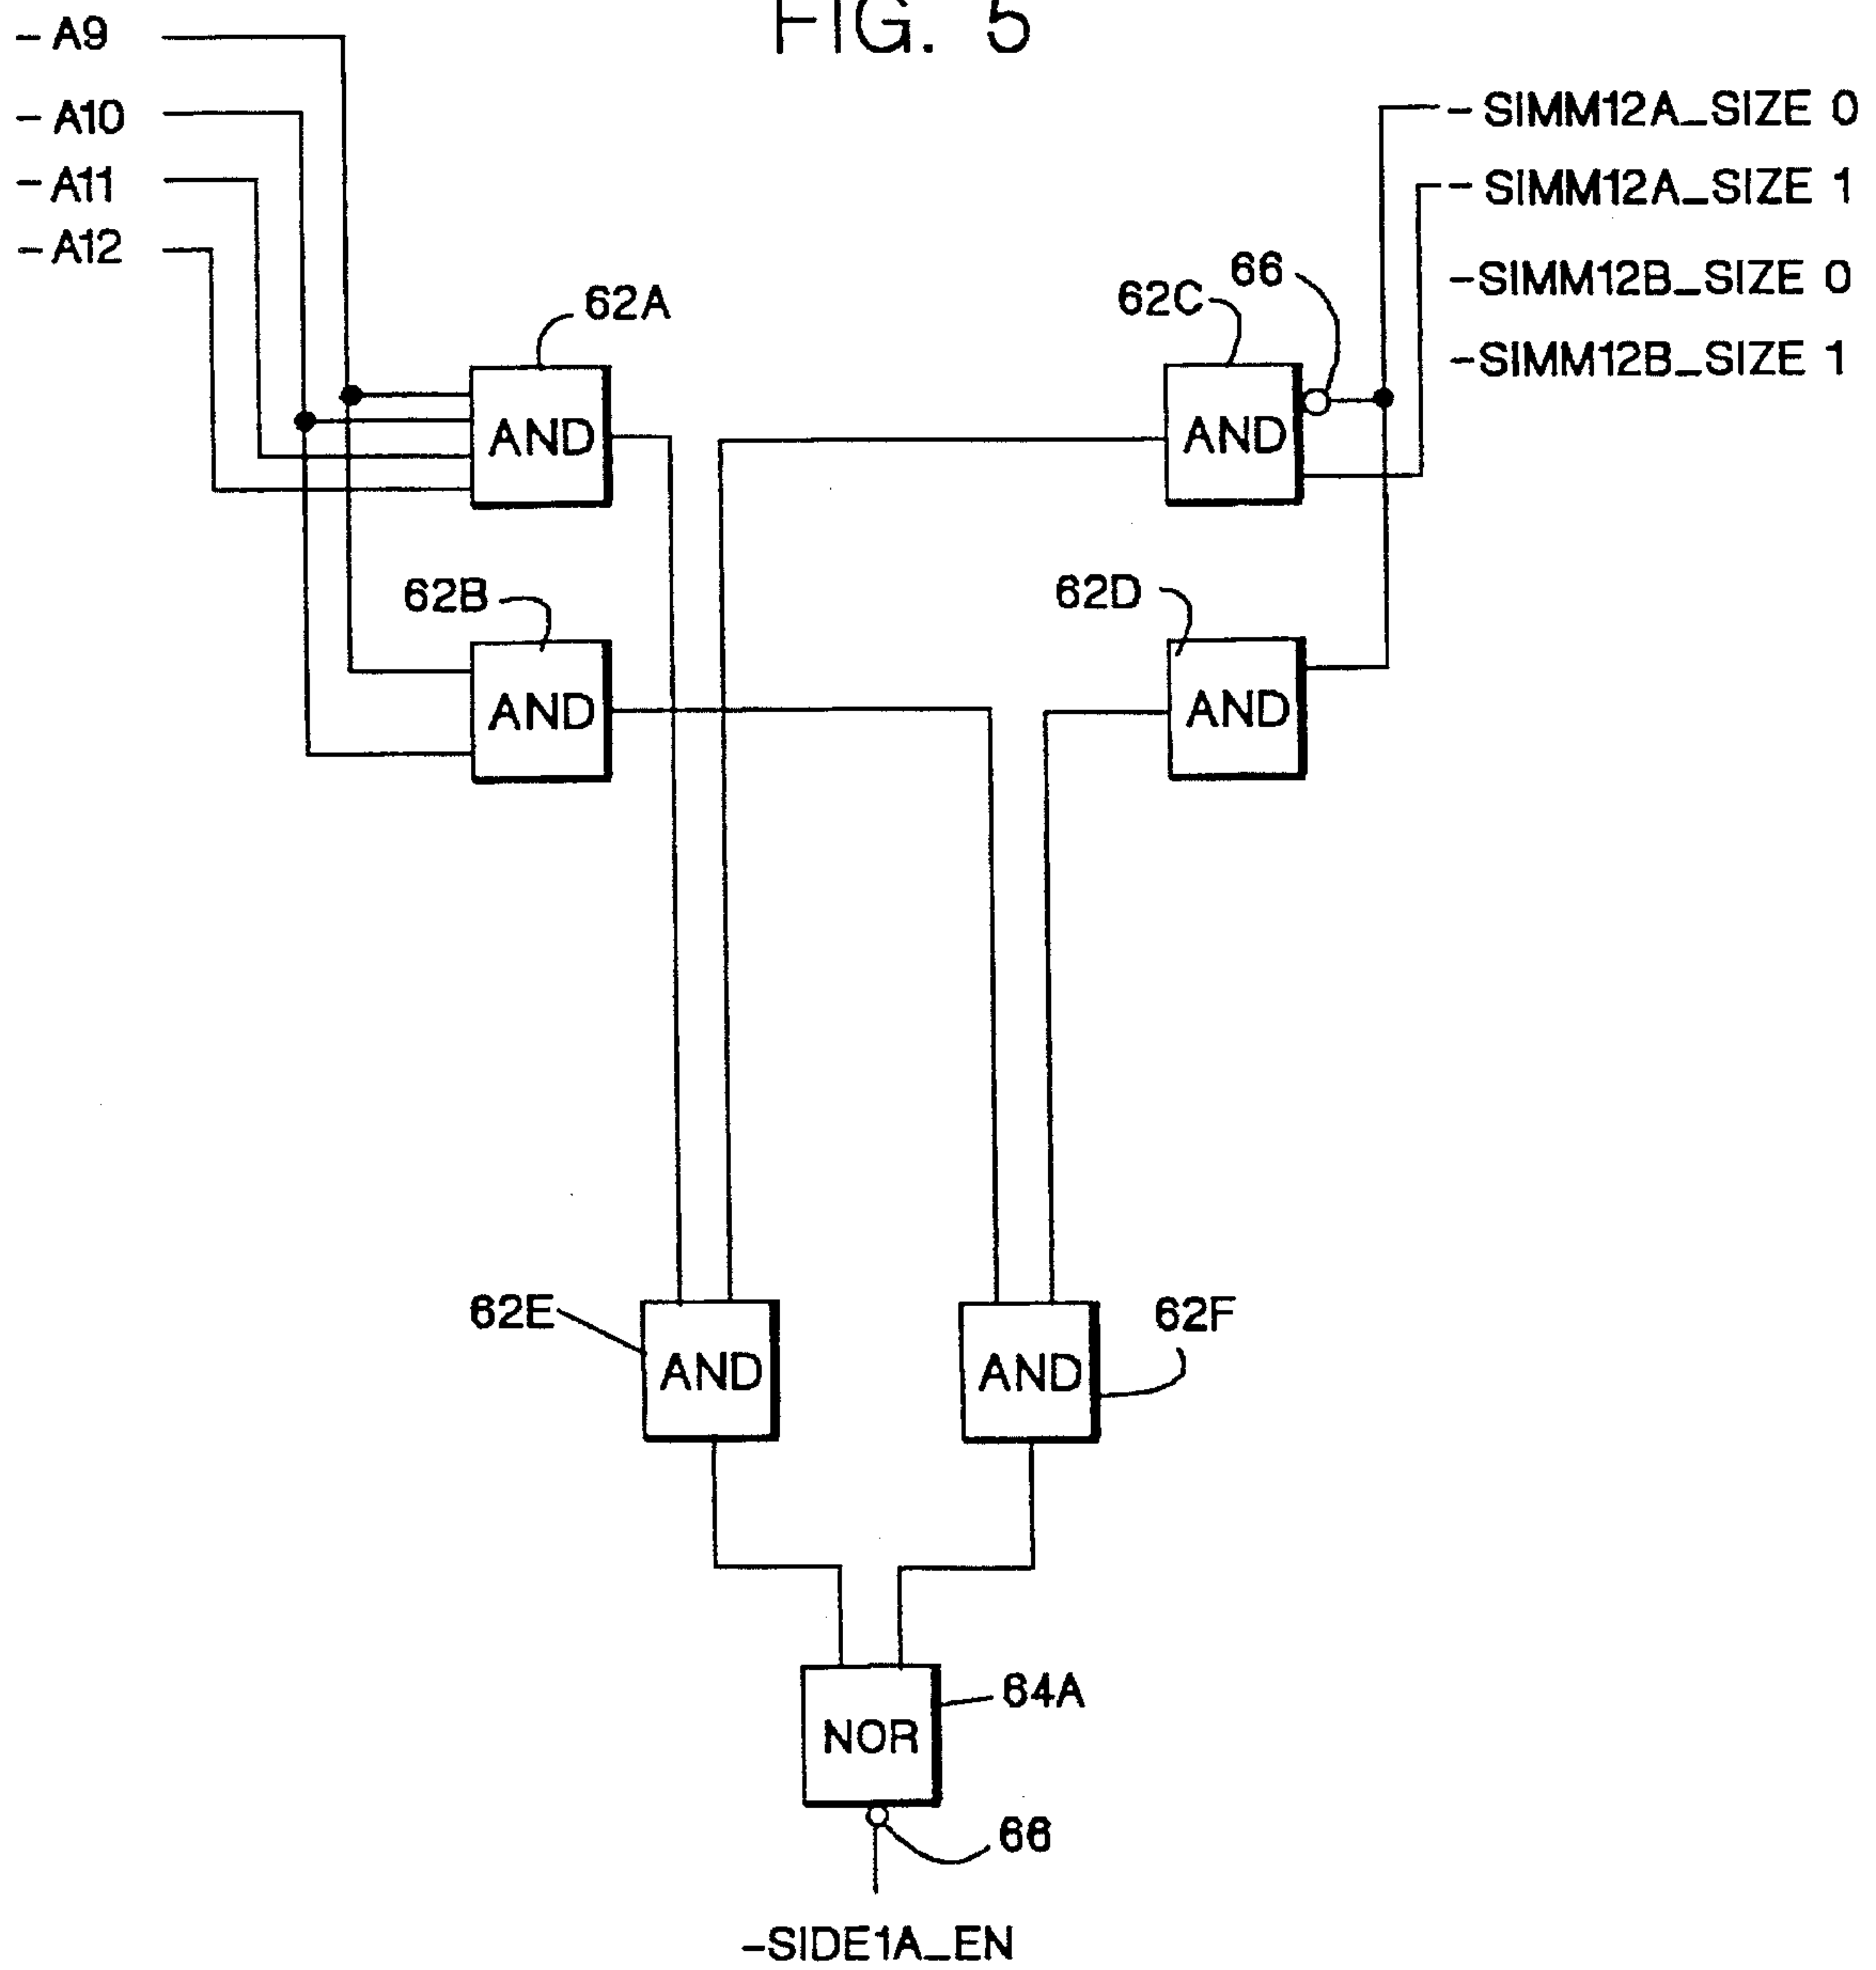 FIG. 5
-A9
-A10
-A11
-A12
-SIMM12A_SIZE 0
-SIMM12A_SIZE 1
-SIMM12B_SIZE 0
-SIMM12B_SIZE 1
62A
62C
66
AND
AND
62B
62D
AND
AND
62E
62F
AND
AND
64A
NOR
66
-SIDE1A_EN